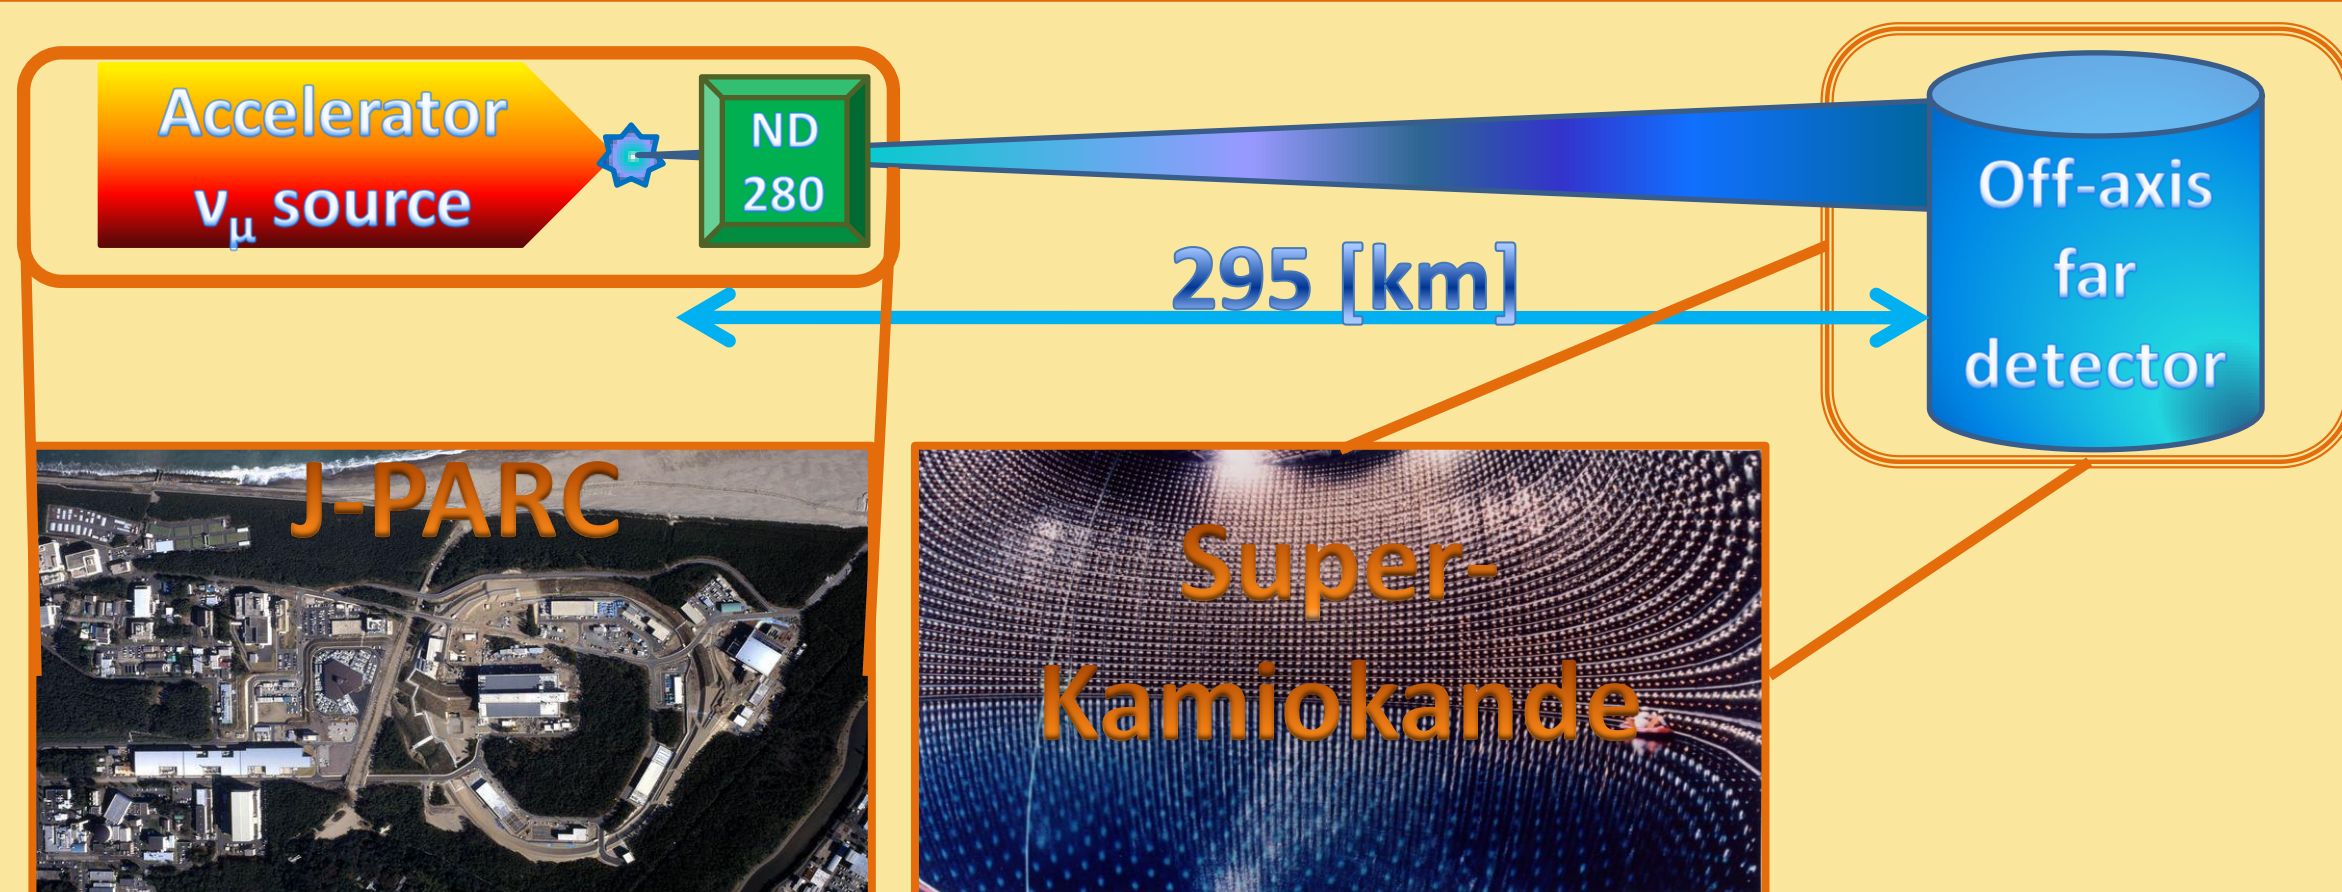 Accelerator
νμ source
ND
280
295 [km]
Off-axis
far
detector
J-PARC
Super-
Kamiokande